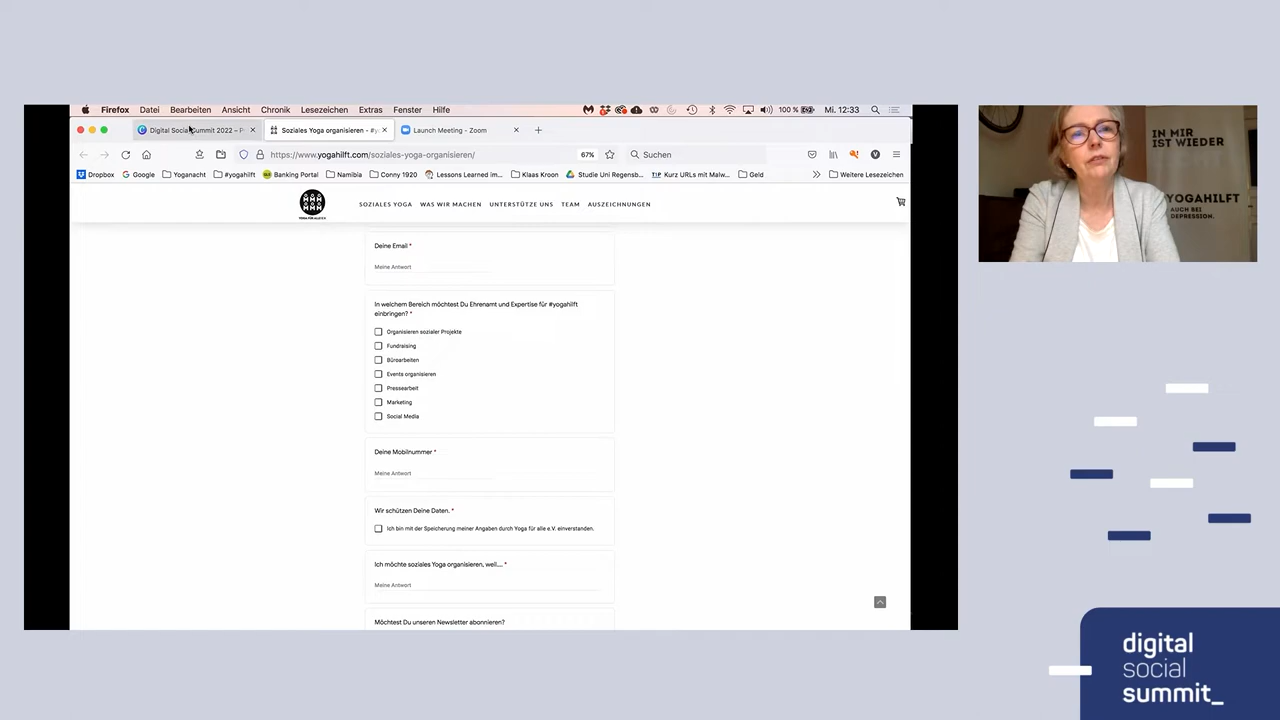 Firefox Datei Bearbeiten Ansicht Chronik Lesezeichen Extras Fenster Hilfe 100 % Mi. 12:33
Digital Social Summit 2022 – P
Soziales Yoga organisieren - #y
Launch Meeting - Zoom
https://www.yogahilft.com/soziales-yoga-organisieren/
67%
Suchen
Dropbox Google Yoganacht #yogahilft Banking Portal Namibia Conny 1920 Lessons Learned im... Klaas Kroon Studie Uni Regensb... Kurz URLs mit Malw... Geld Weitere Lesezeichen
YOGA FÜR ALLE E.V.
SOZIALES YOGA WAS WIR MACHEN UNTERSTÜTZE UNS TEAM AUSZEICHNUNGEN
Deine Email *
Meine Antwort
In welchem Bereich möchtest Du Ehrenamt und Expertise für #yogahilft
einbringen? *
Organisieren sozialer Projekte
Fundraising
Büroarbeiten
Events organisieren
Pressearbeit
Marketing
Social Media
Deine Mobilnummer *
Meine Antwort
Wir schützen Deine Daten. *
Ich bin mit der Speicherung meiner Angaben durch Yoga für alle e.V. einverstanden.
Ich möchte soziales Yoga organisieren, weil.... *
Meine Antwort
Möchtest Du unseren Newsletter abonnieren?
IN MIR
IST WIEDER
YOGAHILFT
AUCH BEI
DEPRESSION.
digital
social
summit_